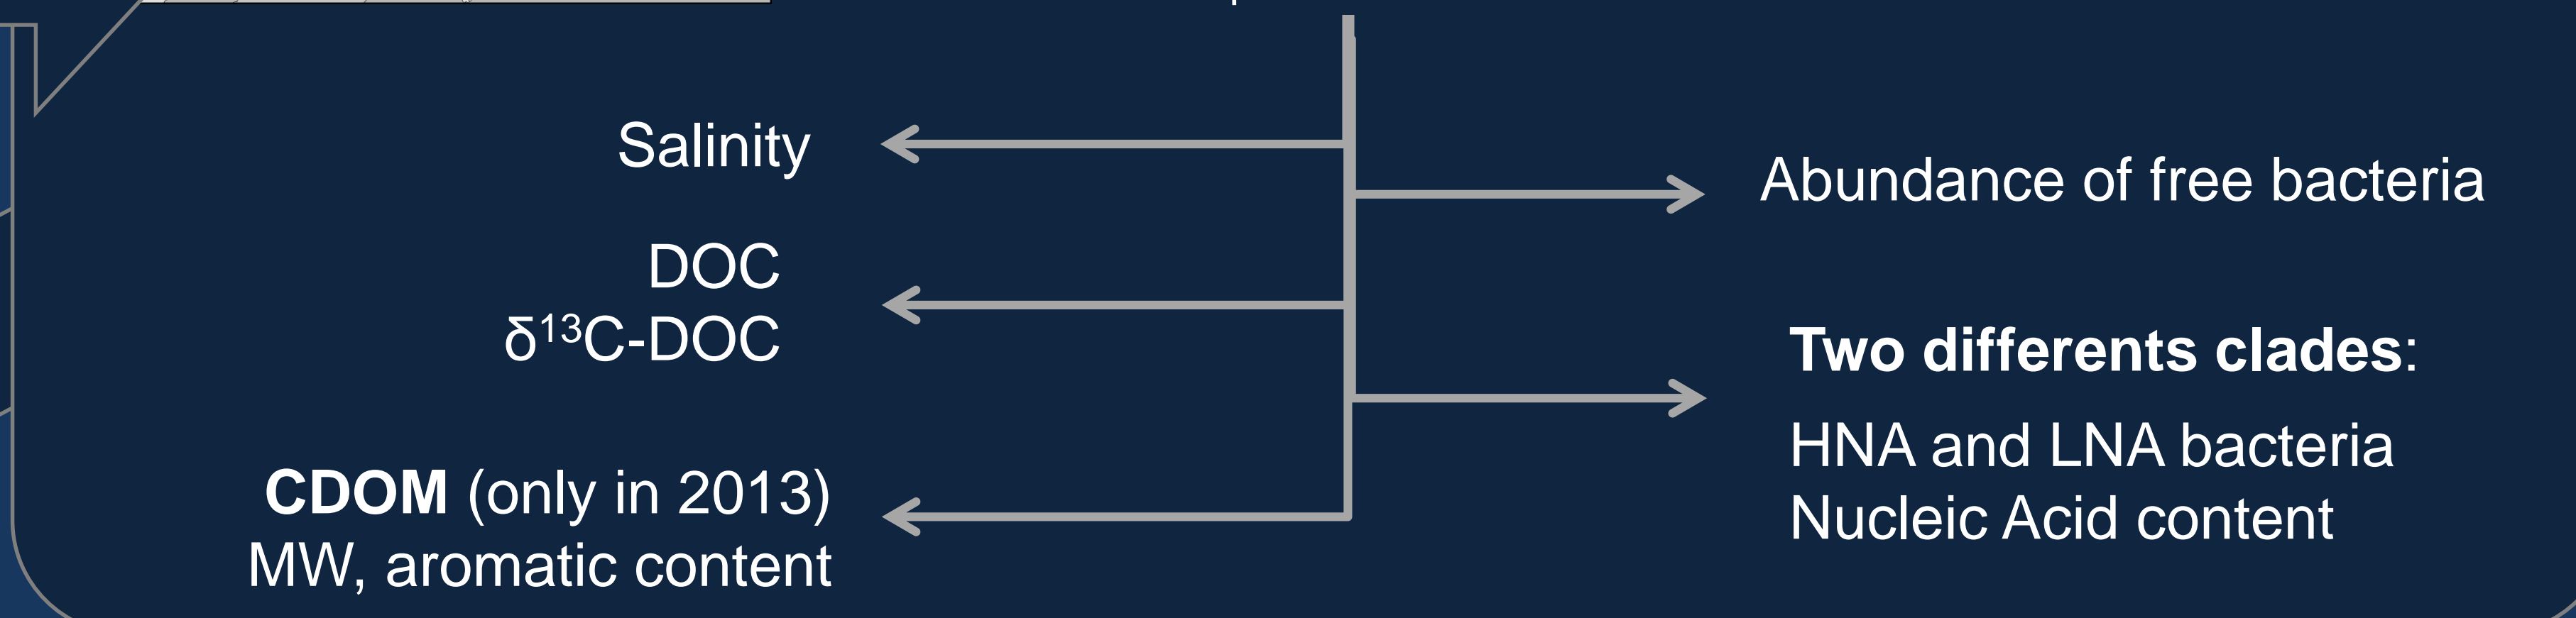 Salinity
DOC
δ¹³C-DOC
CDOM (only in 2013)
MW, aromatic content
Abundance of free bacteria
Two differents clades:
HNA and LNA bacteria
Nucleic Acid content